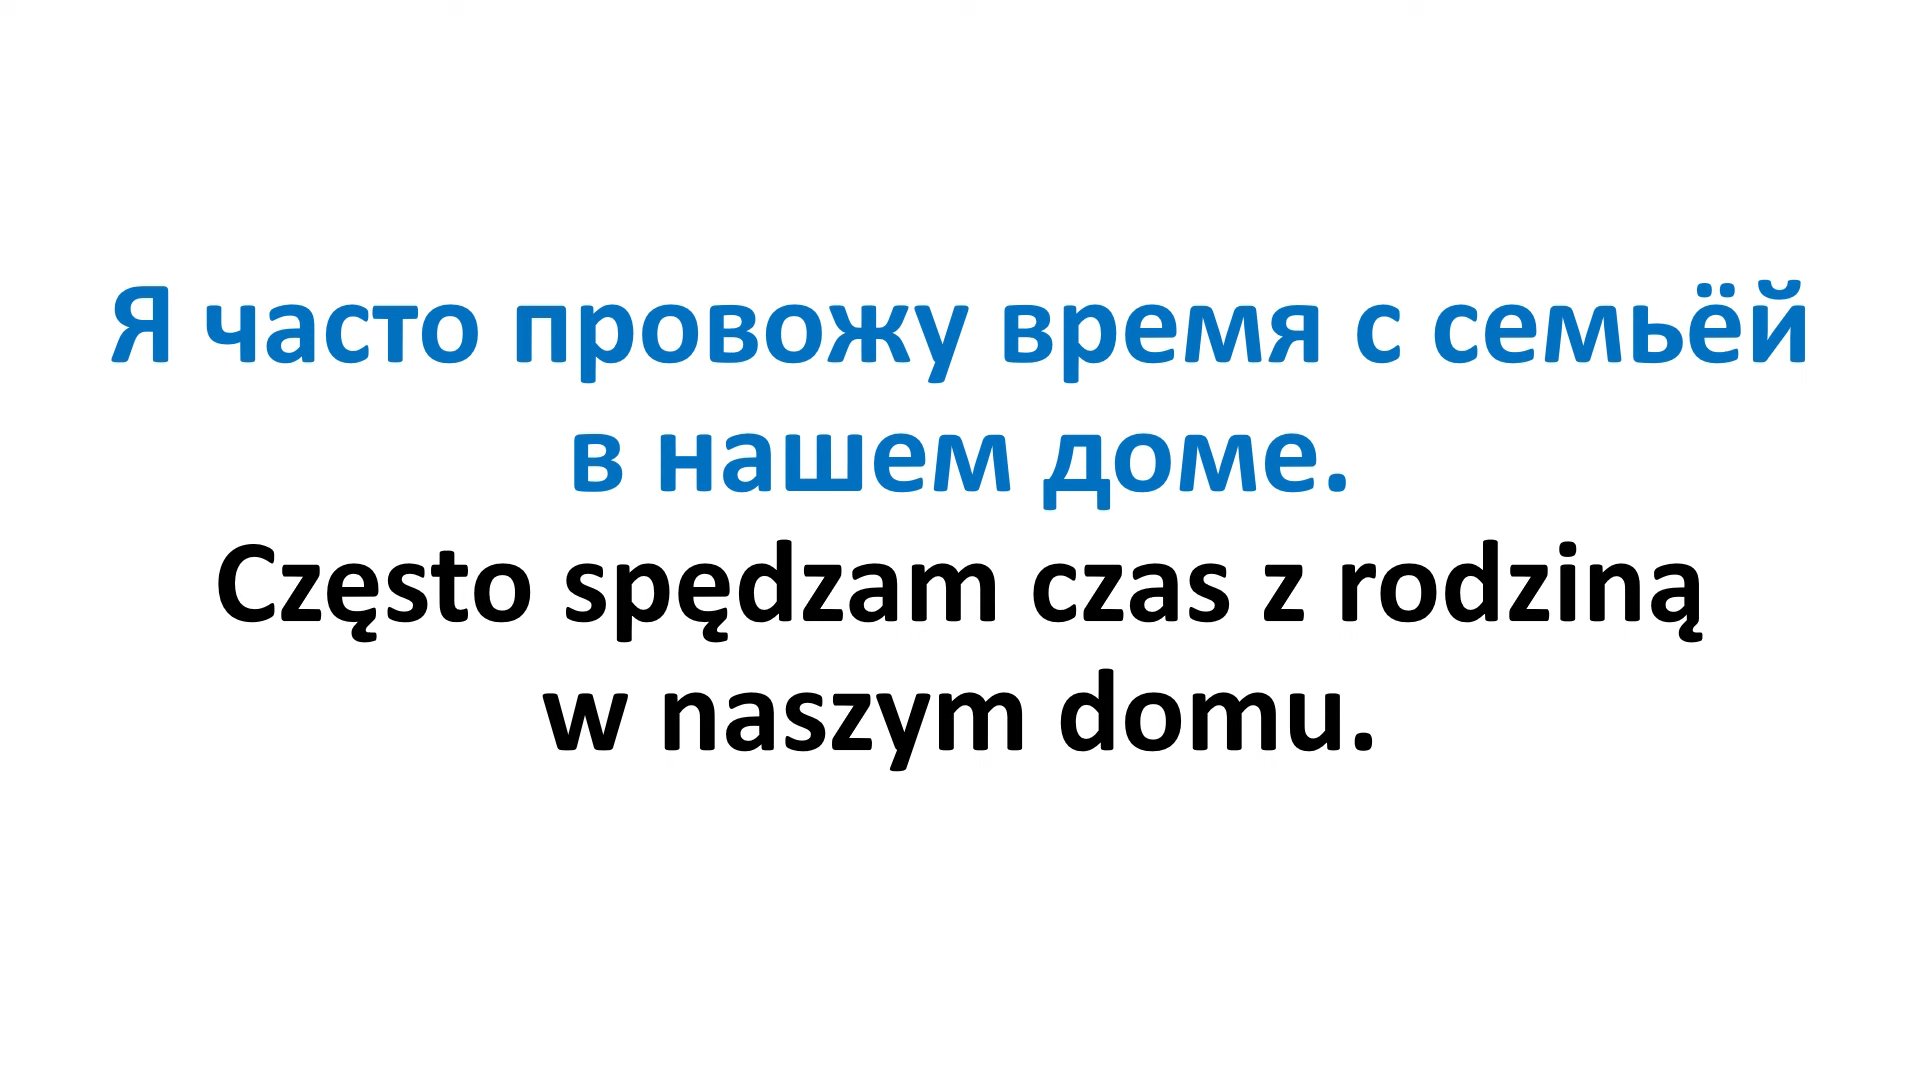 Я часто провожу время с семьёй
в нашем доме.
Często spędzam czas z rodziną
w naszym domu.